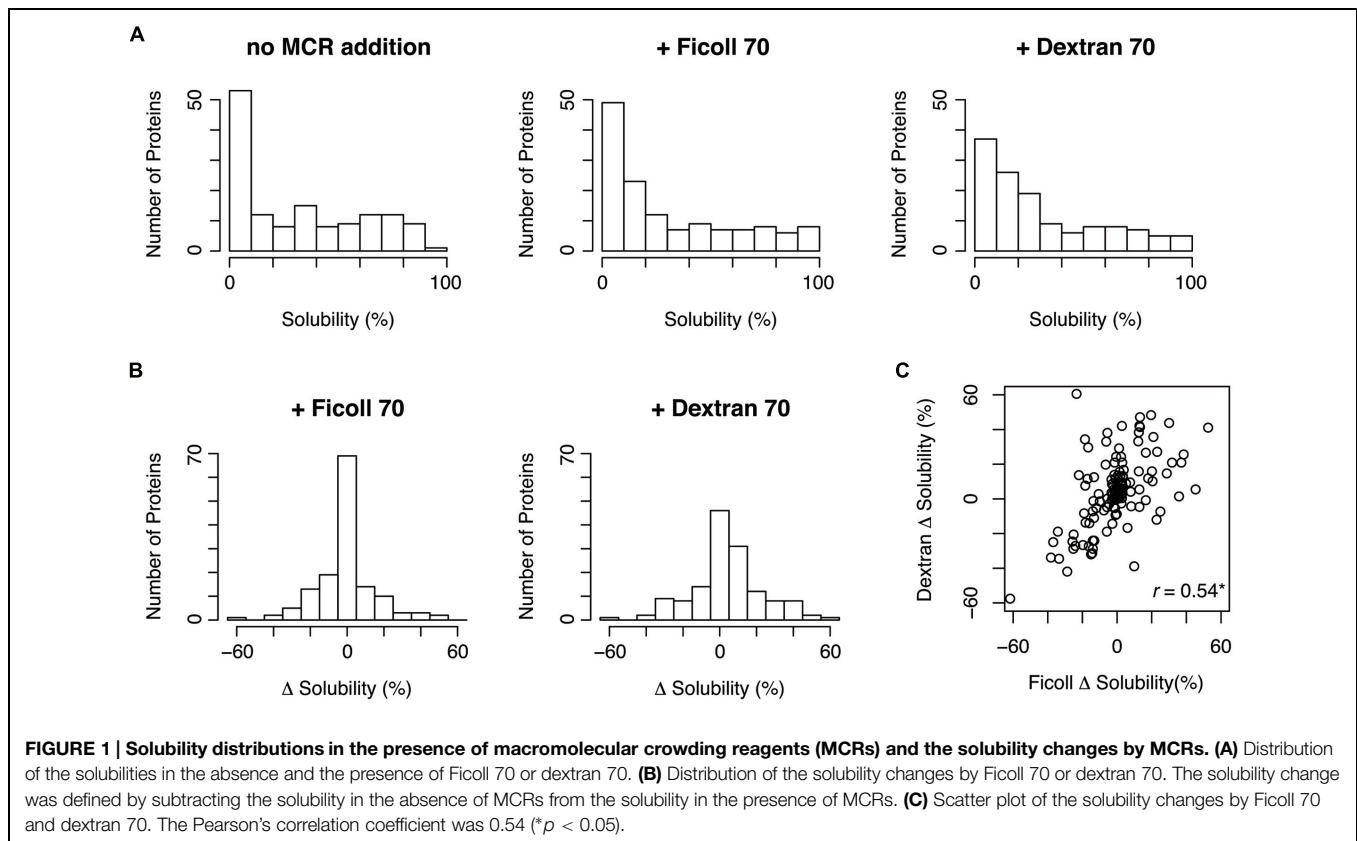 A
no MCR addition
+ Ficoll 70
+ Dextran 70
Number of Proteins
50
0
0
100
Solubility (%)
Number of Proteins
50
0
0
100
Solubility (%)
Number of Proteins
50
0
0
100
Solubility (%)
B
+ Ficoll 70
+ Dextran 70
Number of Proteins
70
0
−60
0
60
Δ Solubility (%)
Number of Proteins
70
0
−60
0
60
Δ Solubility (%)
C
Dextran Δ Solubility (%)
60
0
−60
r = 0.54*
−60
0
60
Ficoll Δ Solubility(%)
FIGURE 1 | Solubility distributions in the presence of macromolecular crowding reagents (MCRs) and the solubility changes by MCRs. (A) Distribution
of the solubilities in the absence and the presence of Ficoll 70 or dextran 70. (B) Distribution of the solubility changes by Ficoll 70 or dextran 70. The solubility change
was defined by subtracting the solubility in the absence of MCRs from the solubility in the presence of MCRs. (C) Scatter plot of the solubility changes by Ficoll 70
and dextran 70. The Pearson's correlation coefficient was 0.54 (*p < 0.05).